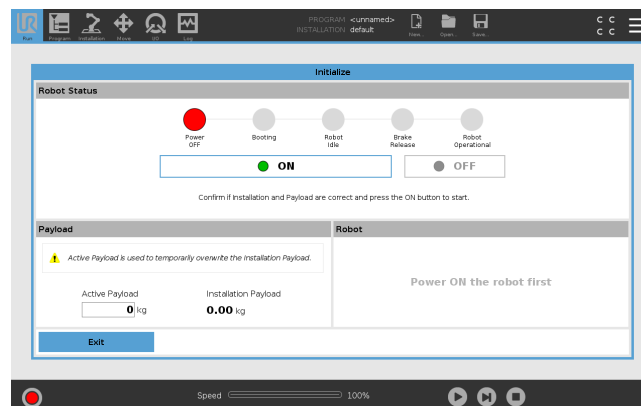 UR
PROGRAM <unnamed>
INSTALLATION default
Run Program Installation Move I/O Log New... Open... Save...
C C
C C
Initialize
Robot Status
Power OFF
Booting
Robot Idle
Brake Release
Robot Operational
ON
OFF
Confirm if Installation and Payload are correct and press the ON button to start.
Payload
Robot
Active Payload is used to temporarily overwrite the Installation Payload.
Power ON the robot first
Active Payload
Installation Payload
0 kg
0.00 kg
Exit
Speed 100%